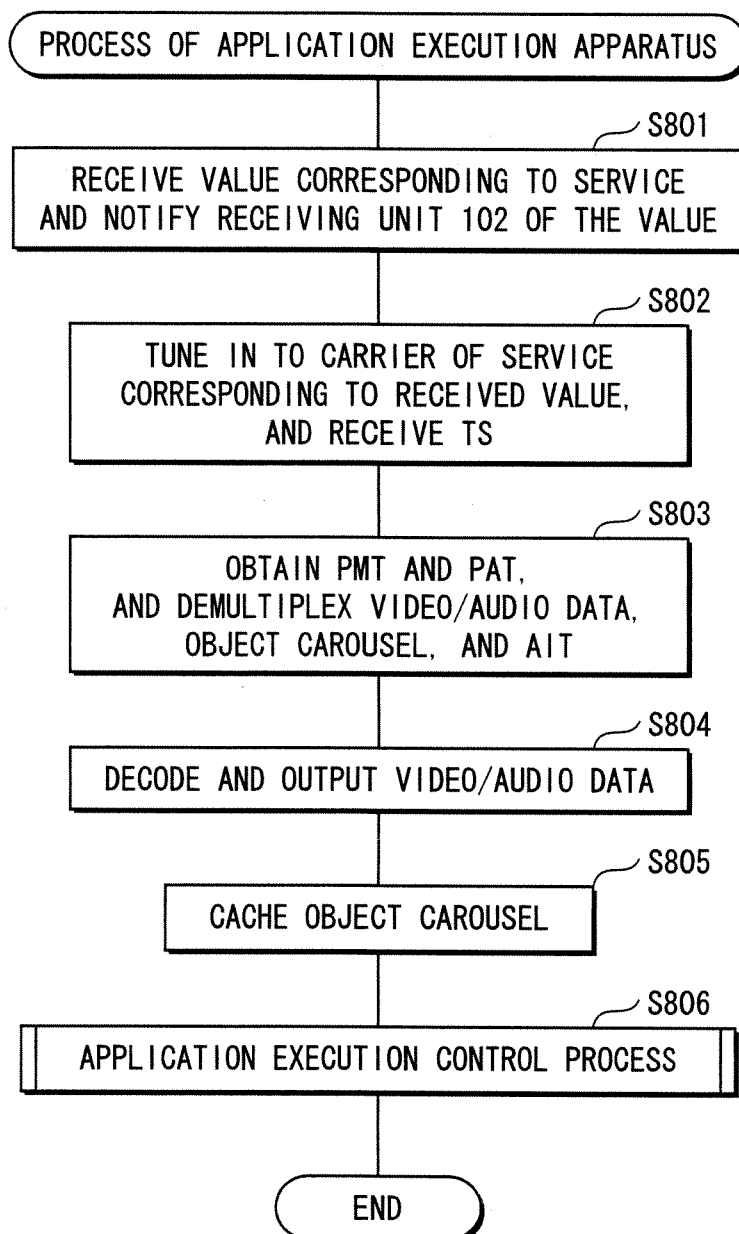 PROCESS OF APPLICATION EXECUTION APPARATUS
S801
RECEIVE VALUE CORRESPONDING TO SERVICE
AND NOTIFY RECEIVING UNIT 102 OF THE VALUE
S802
TUNE IN TO CARRIER OF SERVICE
CORRESPONDING TO RECEIVED VALUE,
AND RECEIVE TS
S803
OBTAIN PMT AND PAT,
AND DEMULTIPLEX VIDEO/AUDIO DATA,
OBJECT CAROUSEL, AND AIT
S804
DECODE AND OUTPUT VIDEO/AUDIO DATA
S805
CACHE OBJECT CAROUSEL
S806
APPLICATION EXECUTION CONTROL PROCESS
END